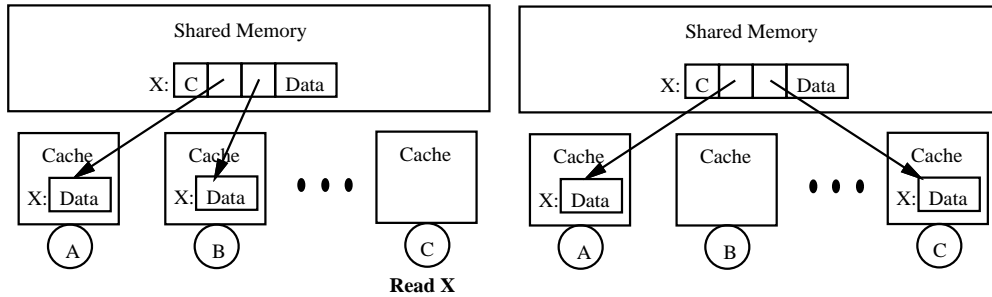 Shared Memory
X: C Data
Cache
X: Data
A
Cache
X: Data
B
Cache
C
Read X
Shared Memory
X: C Data
Cache
X: Data
A
Cache
B
Cache
X: Data
C